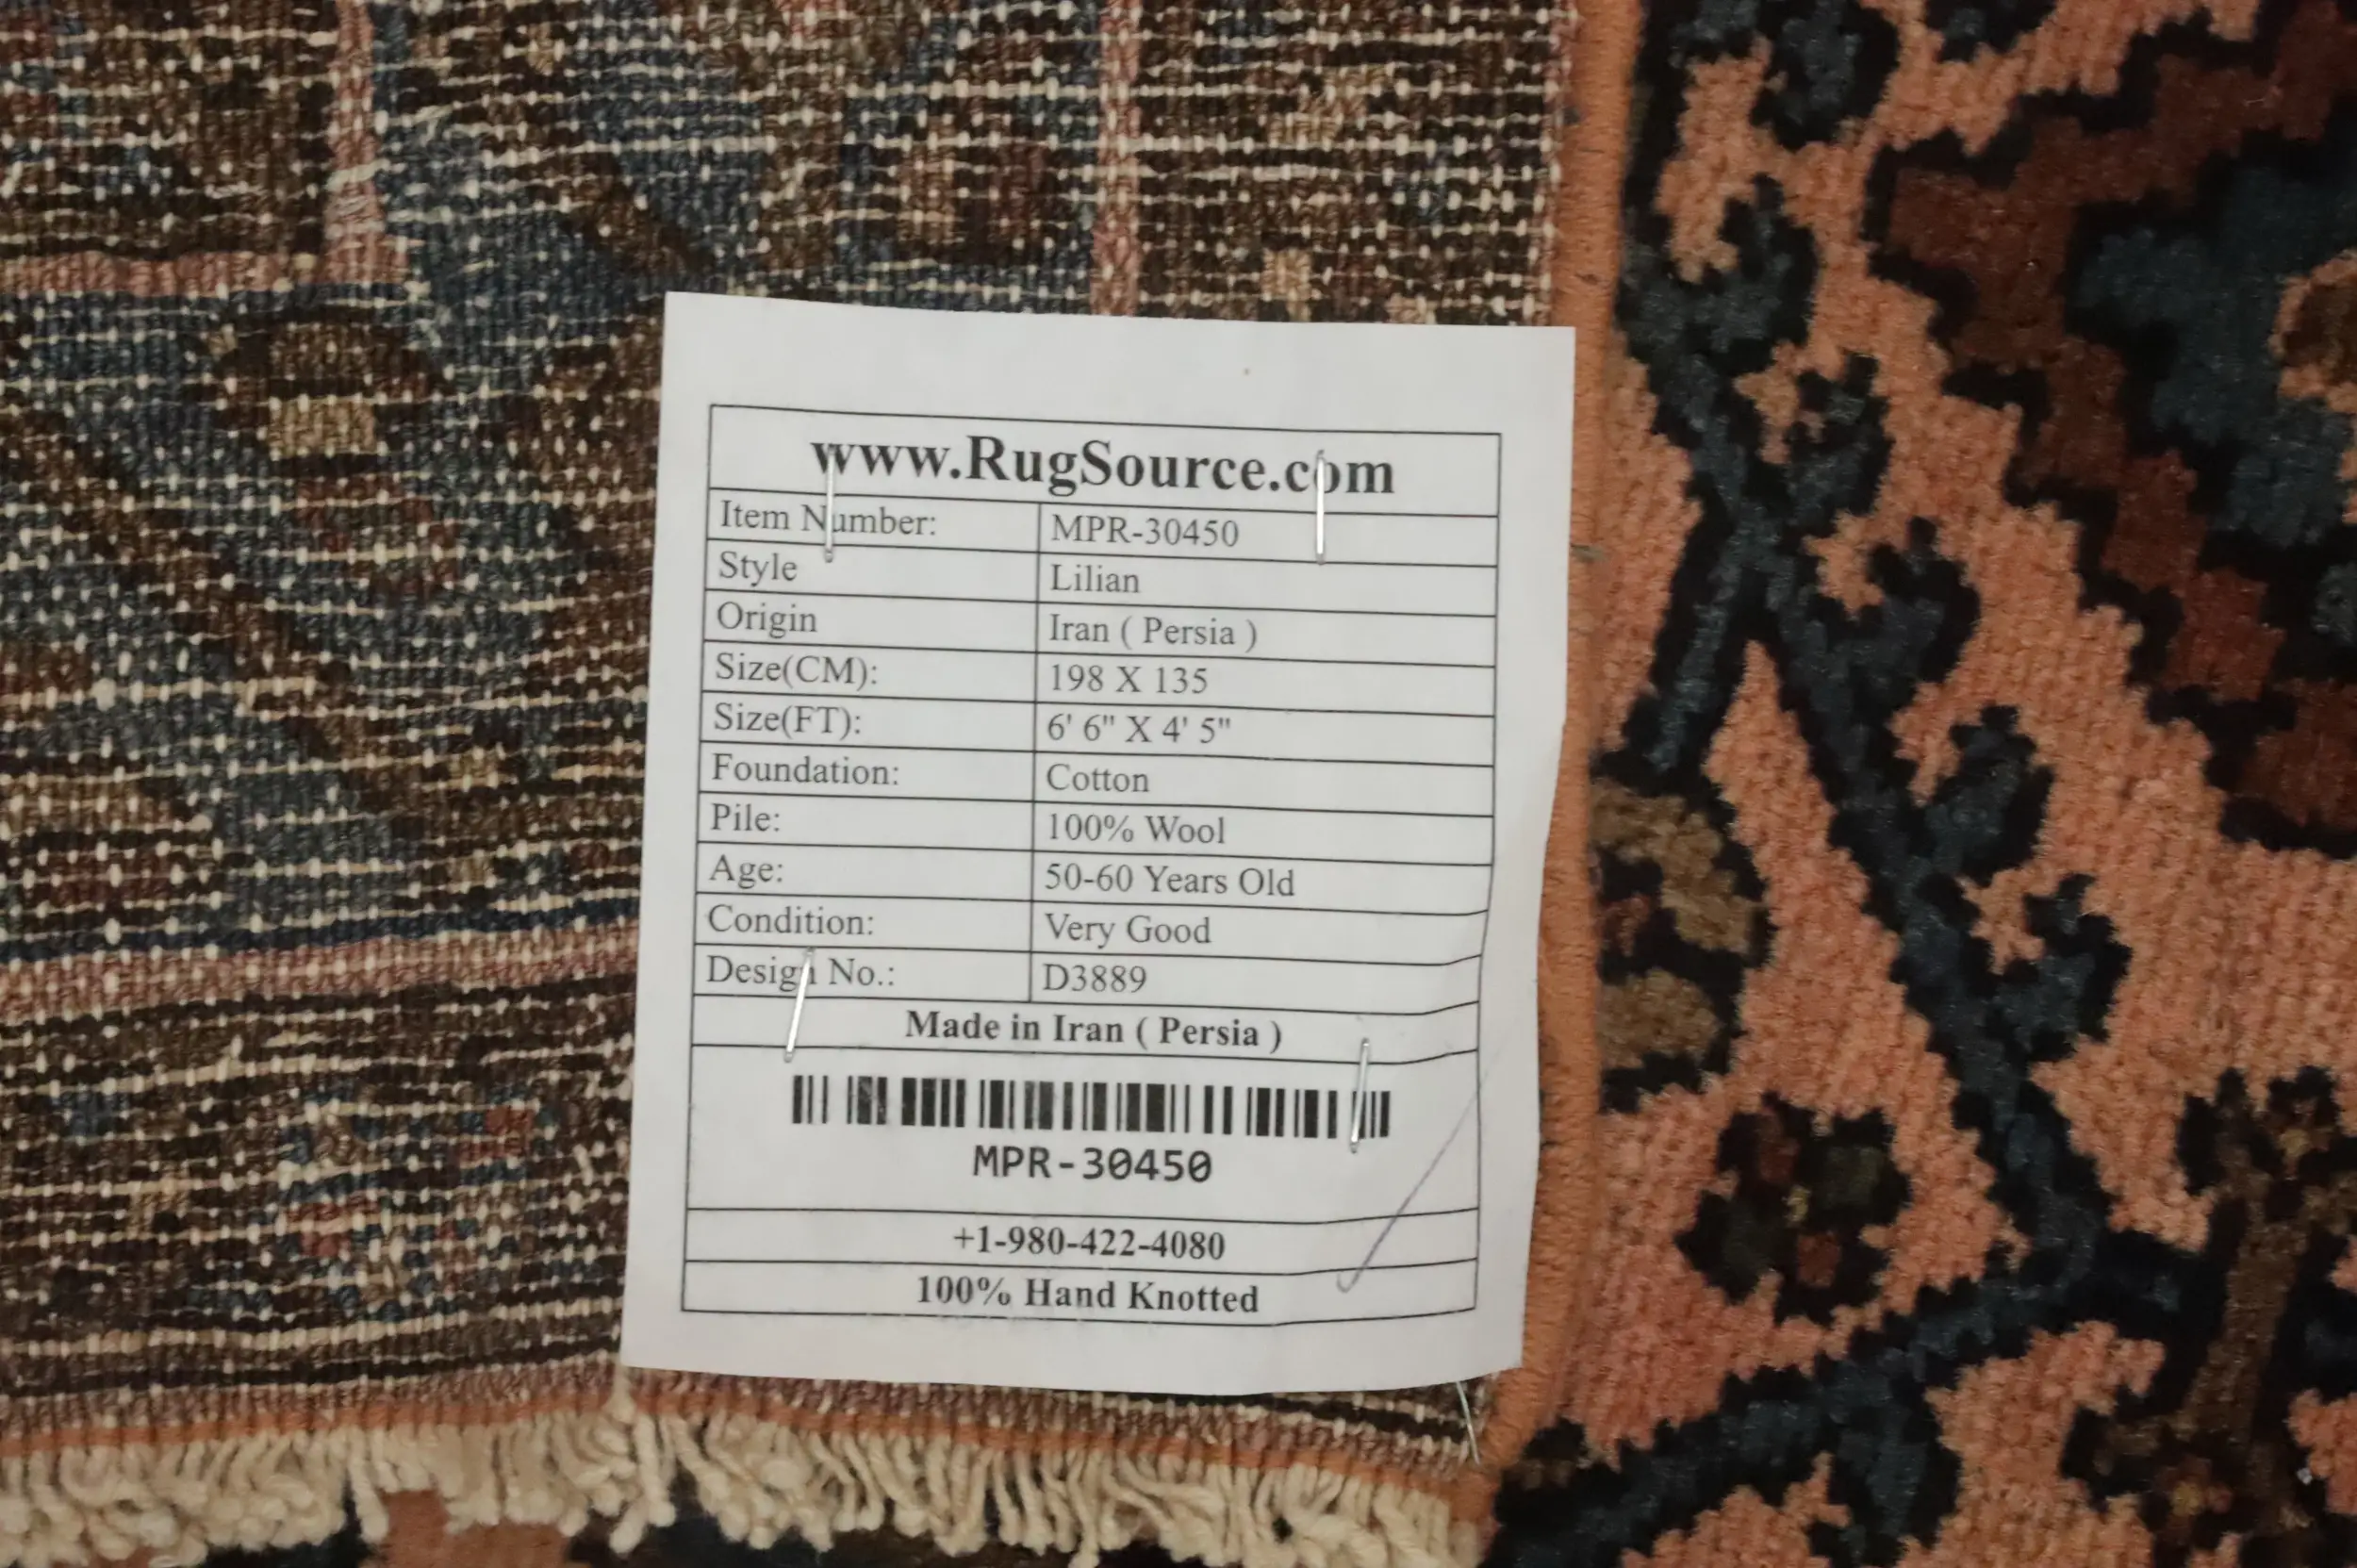 www.RugSource.com
Item Number: MPR-30450
Style Lilian
Origin Iran ( Persia )
Size(CM): 198 X 135
Size(FT): 6' 6" X 4' 5"
Foundation: Cotton
Pile: 100% Wool
Age: 50-60 Years Old
Condition: Very Good
Design No.: D3889
Made in Iran ( Persia )
MPR-30450
+1-980-422-4080
100% Hand Knotted